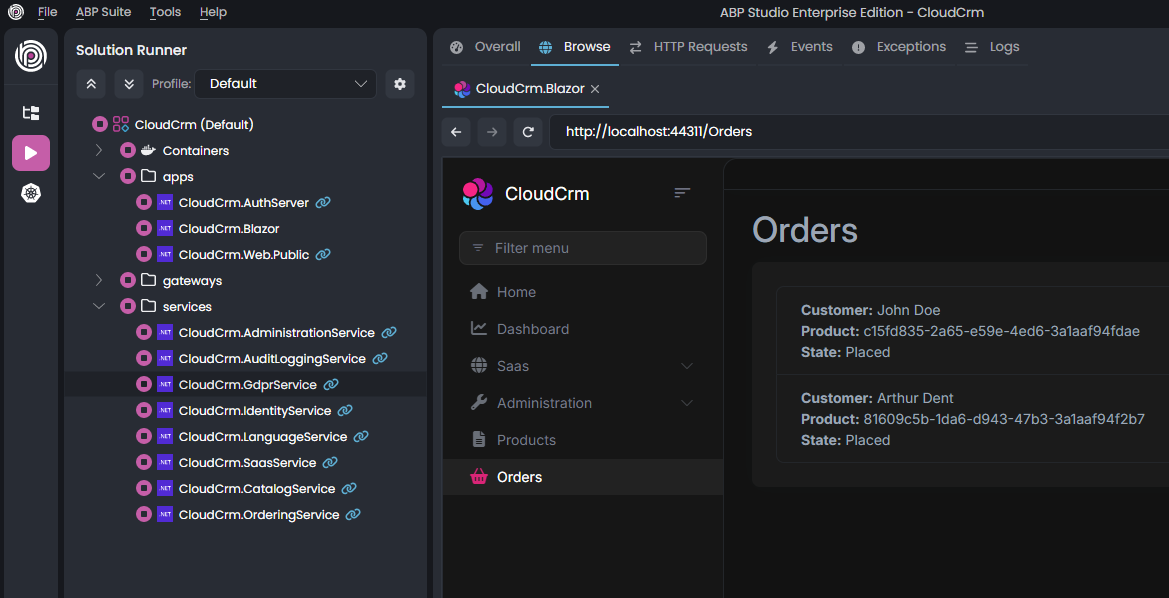 File ABP Suite Tools Help ABP Studio Enterprise Edition - CloudCrm
Solution Runner
Profile: Default
CloudCrm (Default)
Containers
apps
.NET CloudCrm.AuthServer
.NET CloudCrm.Blazor
.NET CloudCrm.Web.Public
gateways
services
.NET CloudCrm.AdministrationService
.NET CloudCrm.AuditLoggingService
.NET CloudCrm.GdprService
.NET CloudCrm.IdentityService
.NET CloudCrm.LanguageService
.NET CloudCrm.SaasService
.NET CloudCrm.CatalogService
.NET CloudCrm.OrderingService
Overall Browse HTTP Requests Events Exceptions Logs
CloudCrm.Blazor
http://localhost:44311/Orders
CloudCrm
Filter menu
Home
Dashboard
Saas
Administration
Products
Orders
Orders
Customer: John Doe
Product: c15fd835-2a65-e59e-4ed6-3a1aaf94fdae
State: Placed
Customer: Arthur Dent
Product: 81609c5b-1da6-d943-47b3-3a1aaf94f2b7
State: Placed